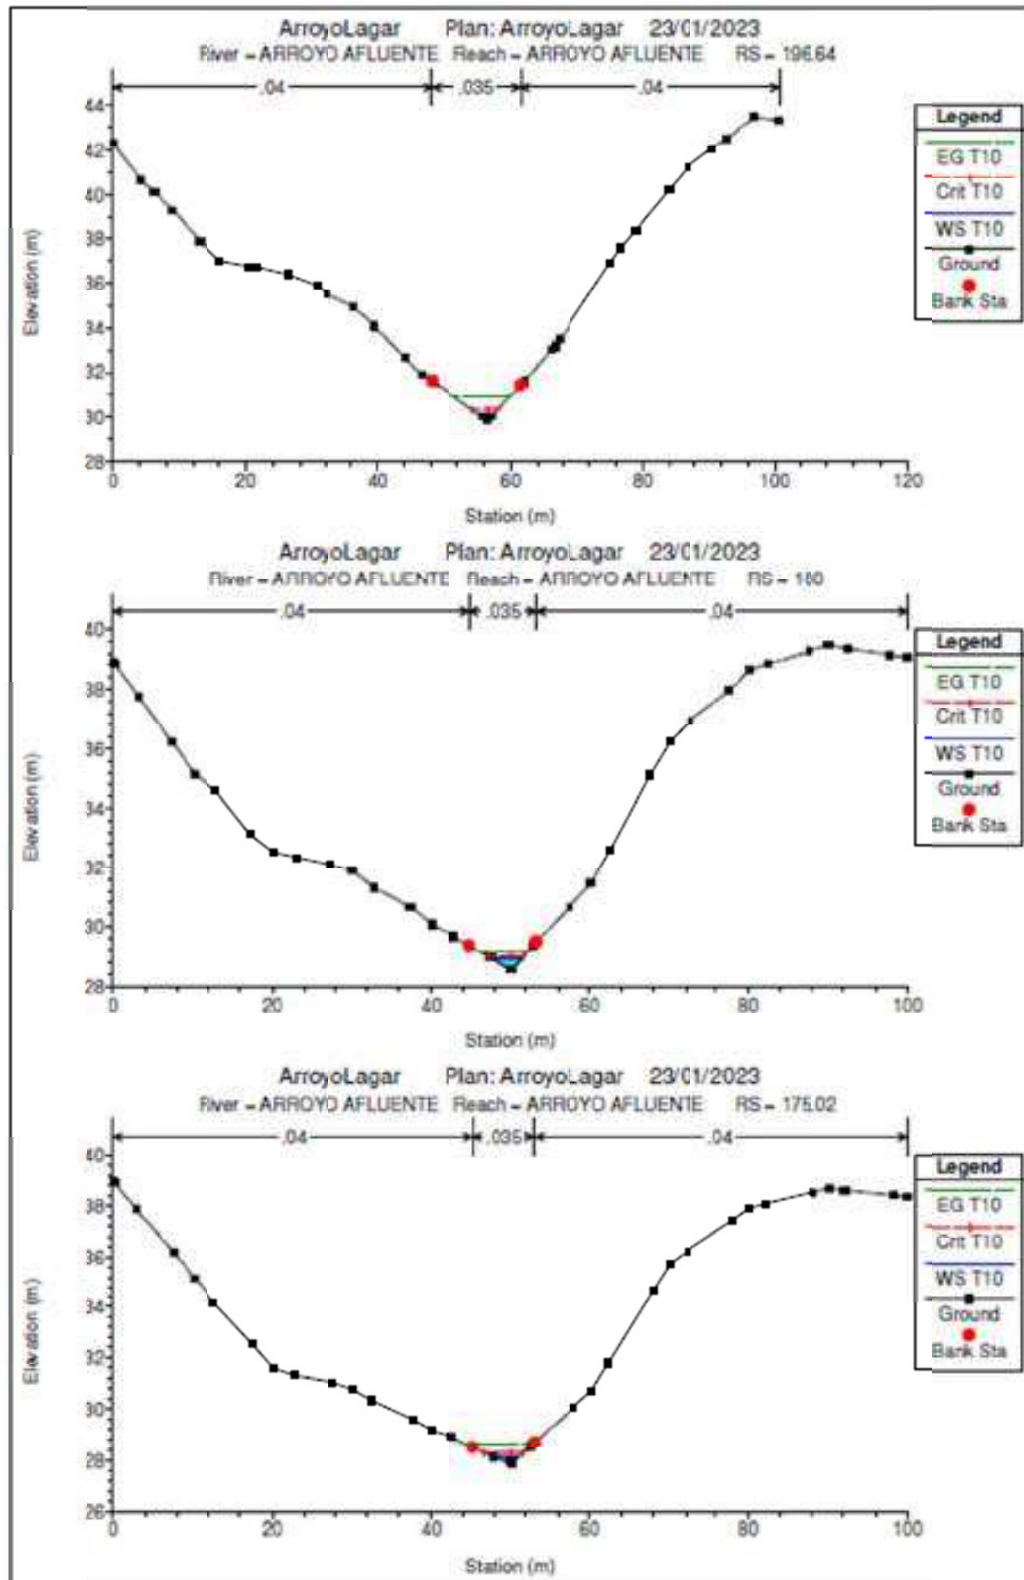 ArroyoLagar Plan: ArroyoLagar 23/01/2023
River = ARROYO AFLUENTE Reach = ARROYO AFLUENTE RS = 196.64
.04 .035 .04
44
42
40
38
36
34
32
30
28
Elevation (m)
0 20 40 60 80 100 120
Station (m)
Legend
EG T10
Crit T10
WS T10
Ground
Bank Sta
ArroyoLagar Plan: ArroyoLagar 23/01/2023
River = ARROYO AFLUENTE Reach = ARROYO AFLUENTE RS =
.04 .035 .04
40
38
36
34
32
30
28
Elevation (m)
0 20 40 60 80 100
Station (m)
Legend
EG T10
Crit T10
WS T10
Ground
Bank Sta
ArroyoLagar Plan: ArroyoLagar 23/01/2023
River = ARROYO AFLUENTE Reach = ARROYO AFLUENTE RS = 175.02
.04 .035 .04
40
38
36
34
32
30
28
26
Elevation (m)
0 20 40 60 80 100
Station (m)
Legend
EG T10
Crit T10
WS T10
Ground
Bank Sta